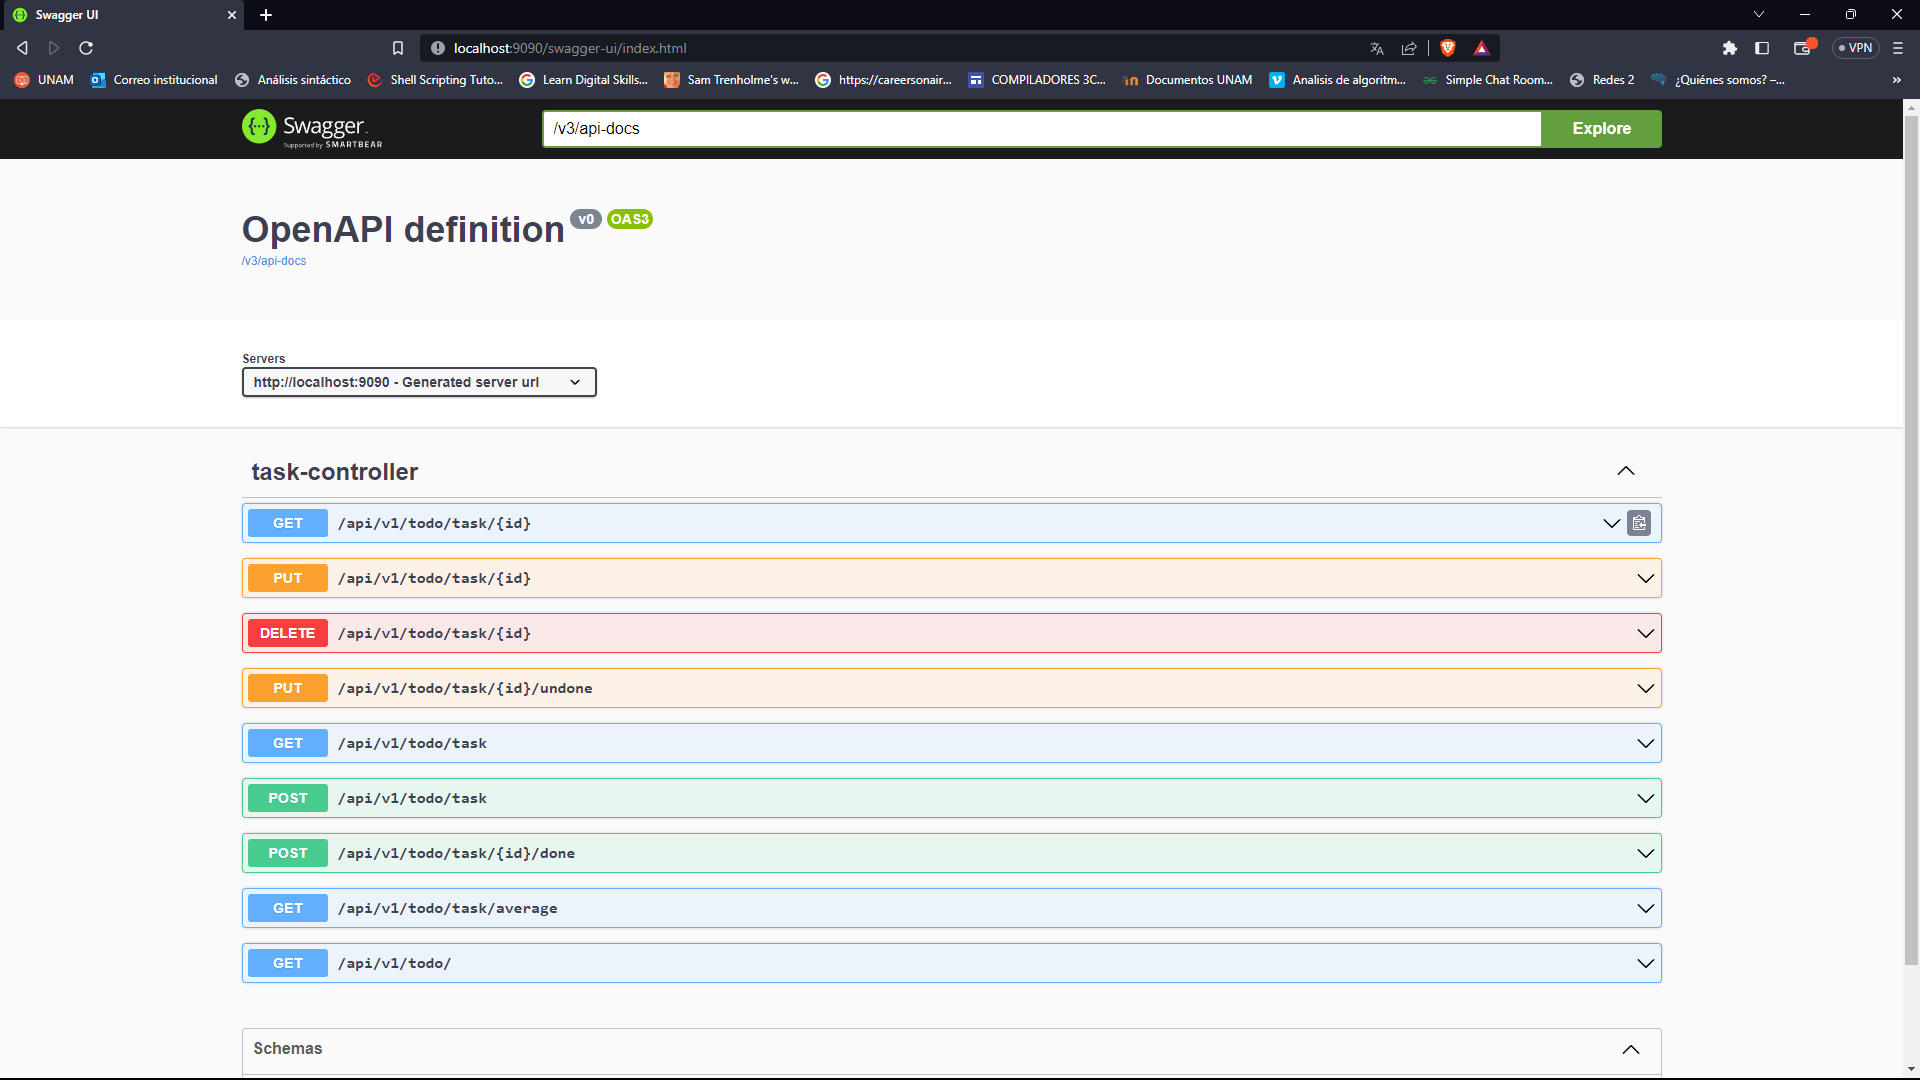 Swagger UI
localhost:9090/swagger-ui/index.html
VPN
UNAM
Correo institucional
Análisis sintáctico
Shell Scripting Tuto...
Learn Digital Skills...
Sam Trenholme's w...
https://careersonair...
COMPILADORES 3C...
Documentos UNAM
Analisis de algoritm...
Simple Chat Room...
Redes 2
¿Quiénes somos? –...
»
Swagger
Supported by SMARTBEAR
/v3/api-docs
Explore
OpenAPI definition v0 OAS3
/v3/api-docs
Servers
http://localhost:9090 - Generated server url
task-controller
GET /api/v1/todo/task/{id}
PUT /api/v1/todo/task/{id}
DELETE /api/v1/todo/task/{id}
PUT /api/v1/todo/task/{id}/undone
GET /api/v1/todo/task
POST /api/v1/todo/task
POST /api/v1/todo/task/{id}/done
GET /api/v1/todo/task/average
GET /api/v1/todo/
Schemas